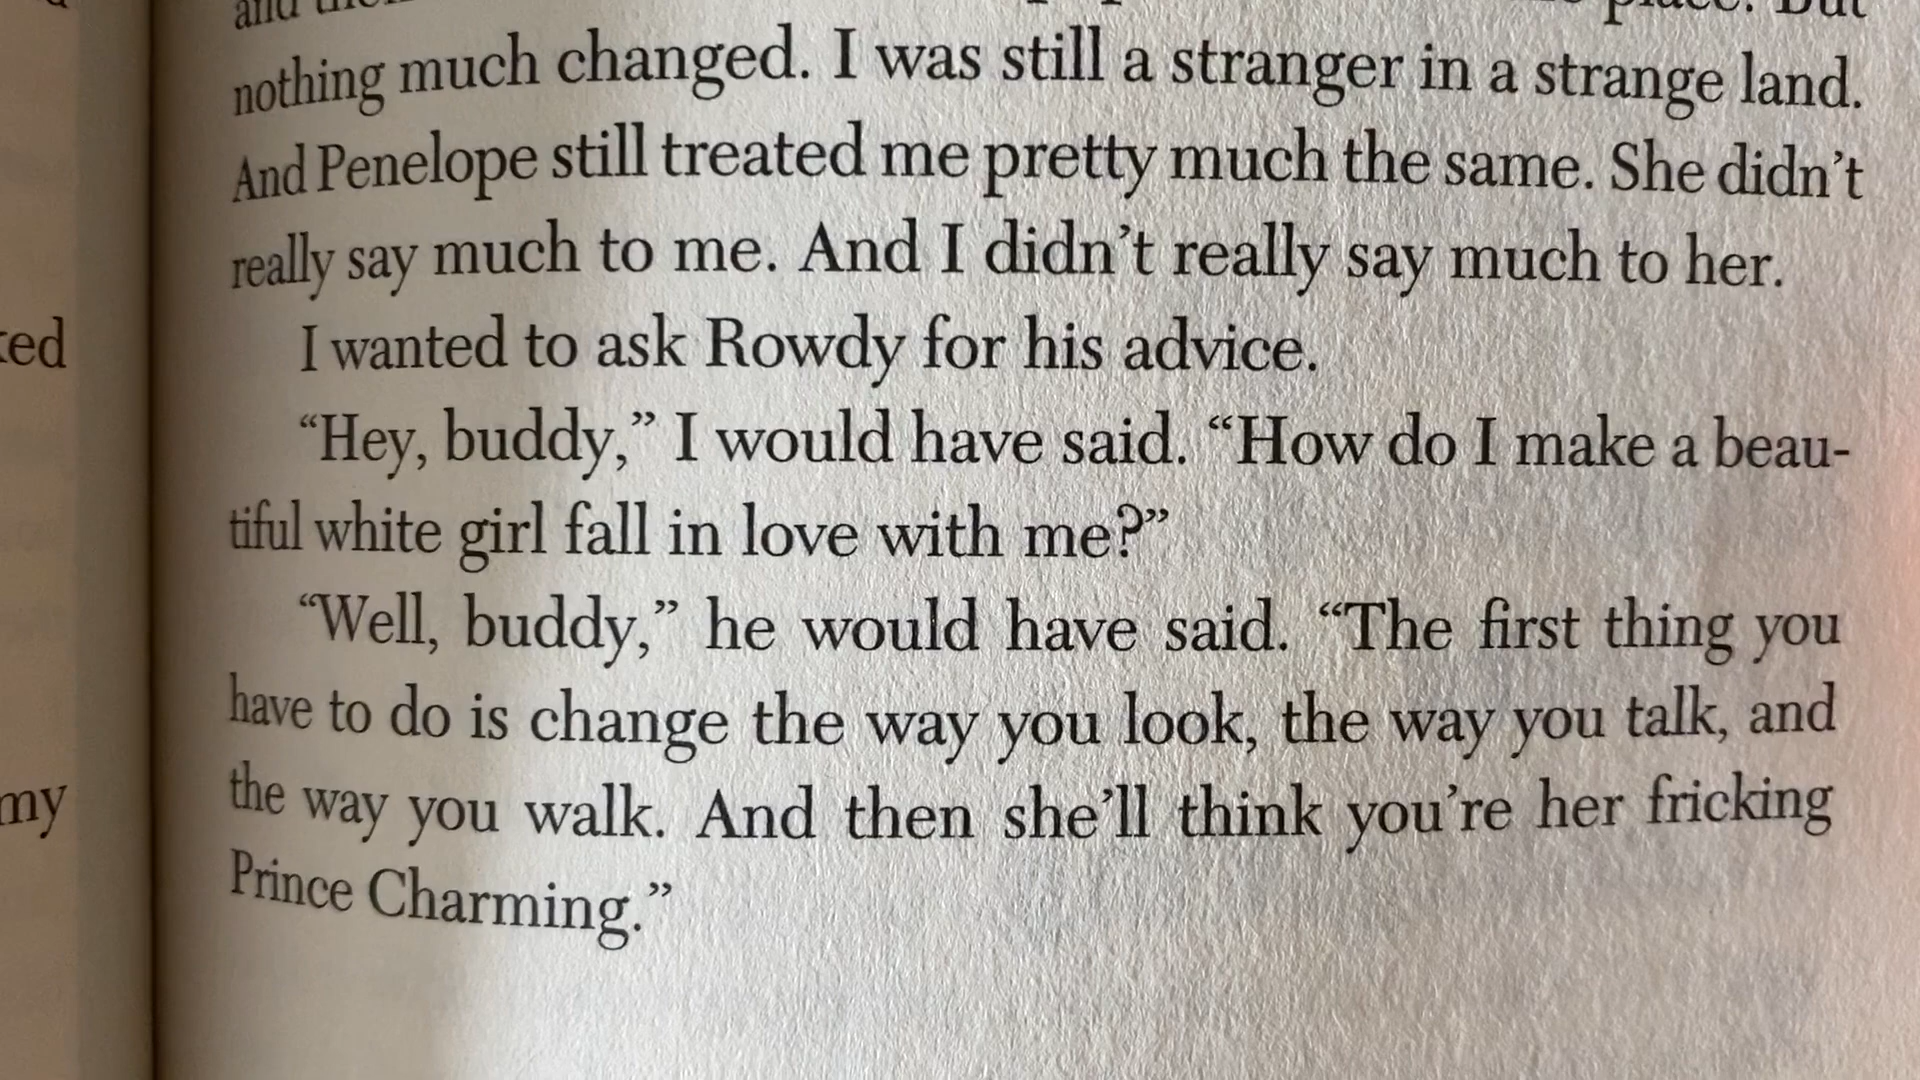 nothing much changed. I was still a stranger in a strange land.
And Penelope still treated me pretty much the same. She didn’t
really say much to me. And I didn’t really say much to her.
I wanted to ask Rowdy for his advice.
“Hey, buddy,” I would have said. “How do I make a beau-
tiful white girl fall in love with me?”
“Well, buddy,” he would have said. “The first thing you
have to do is change the way you look, the way you talk, and
the way you walk. And then she’ll think you’re her fricking
Prince Charming.”
my